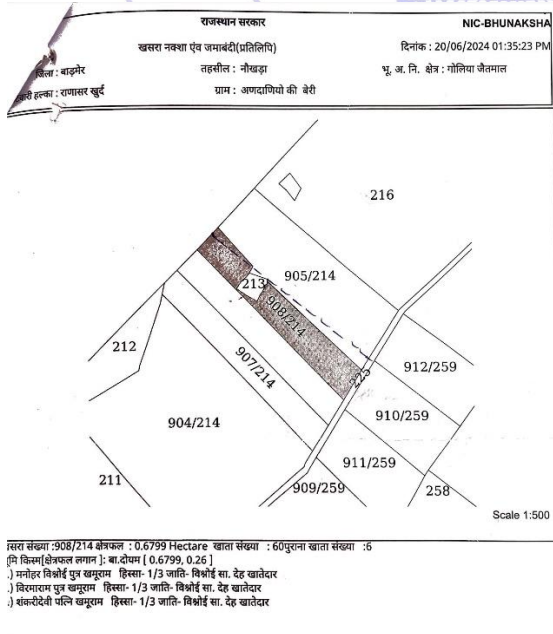 राजस्थान सरकार
NIC-BHUNAKSHA
खसरा नक्शा एंव जमाबंदी(प्रतिलिपि)
दिनांक : 20/06/2024 01:35:23 PM
जिला : बाड़मेर
तहसील : नौखड़ा
भू. अ. नि. क्षेत्र : गोलिया जैतमाल
हल्का : राणासर खुर्द
ग्राम : अणदाणियो की बेरी
216
905/214
213
908/214
212
907/214
223
912/259
904/214
910/259
911/259
211
909/259
258
Scale 1:500
संख्या :908/214 क्षेत्रफल : 0.6799 Hectare खाता संख्या : 60पुराना खाता संख्या :6
किस्म[क्षेत्रफल लगान ]: बा.दोयम [ 0.6799, 0.26 ]
.) मनोहर विश्नोई पुत्र खमूराम हिस्सा- 1/3 जाति- विश्नोई सा. देह खातेदार
.) विरमाराम पुत्र खमूराम हिस्सा- 1/3 जाति- विश्नोई सा. देह खातेदार
.) शंकरीदेवी पत्नि खमूराम हिस्सा- 1/3 जाति- विश्नोई सा. देह खातेदार